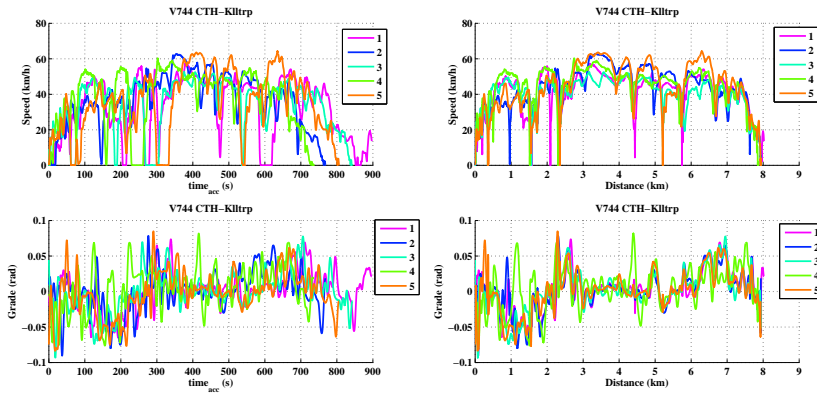 V744 CTH−Klltrp
V744 CTH−Klltrp
Speed (km/h)
80
60
40
20
0
0 100 200 300 400 500 600 700 800 900
time_acc (s)
1
2
3
4
5
Speed (km/h)
80
60
40
20
0
0 1 2 3 4 5 6 7 8 9
Distance (km)
1
2
3
4
5
V744 CTH−Klltrp
V744 CTH−Klltrp
Grade (rad)
0.1
0.05
0
−0.05
−0.1
0 100 200 300 400 500 600 700 800 900
time_acc (s)
1
2
3
4
5
Grade (rad)
0.1
0.05
0
−0.05
−0.1
0 1 2 3 4 5 6 7 8 9
Distance (km)
1
2
3
4
5